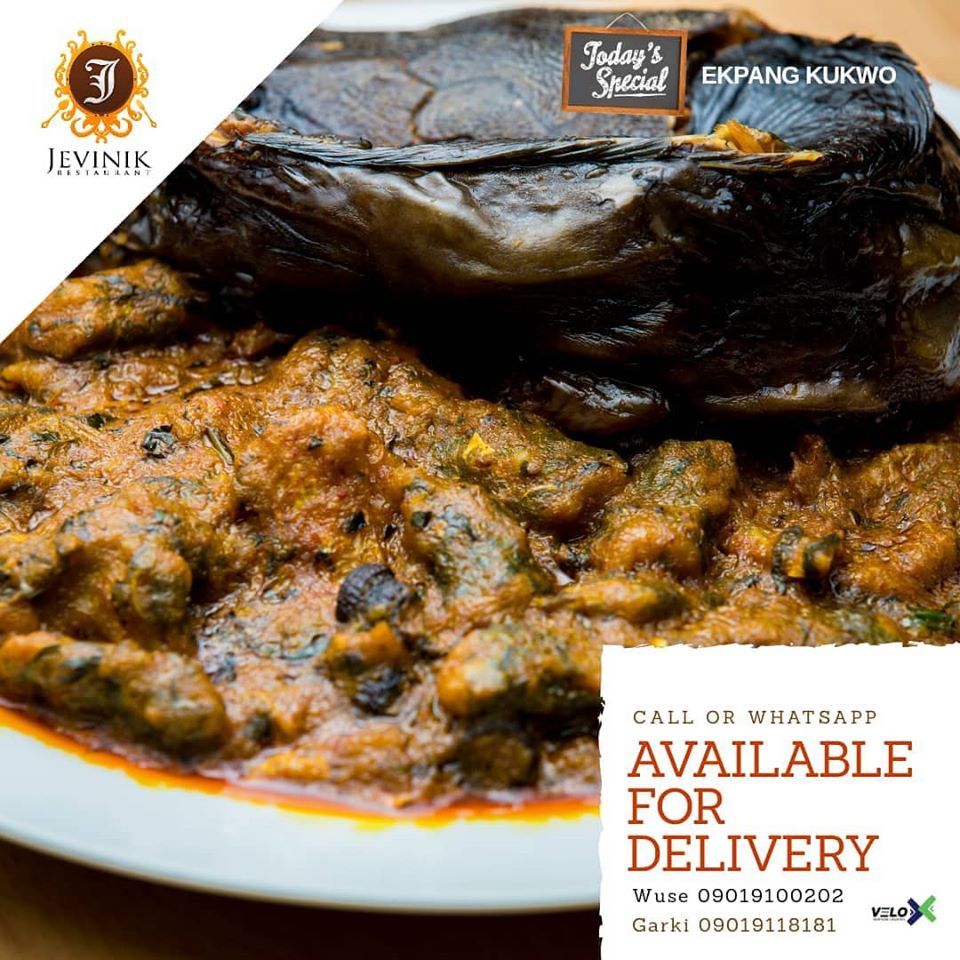 J
JEVINIK
RESTAURANT
Today's
Special
EKPANG KUKWO
CALL OR WHATSAPP
AVAILABLE
FOR
DELIVERY
Wuse 09019100202
Garki 09019118181
VELO